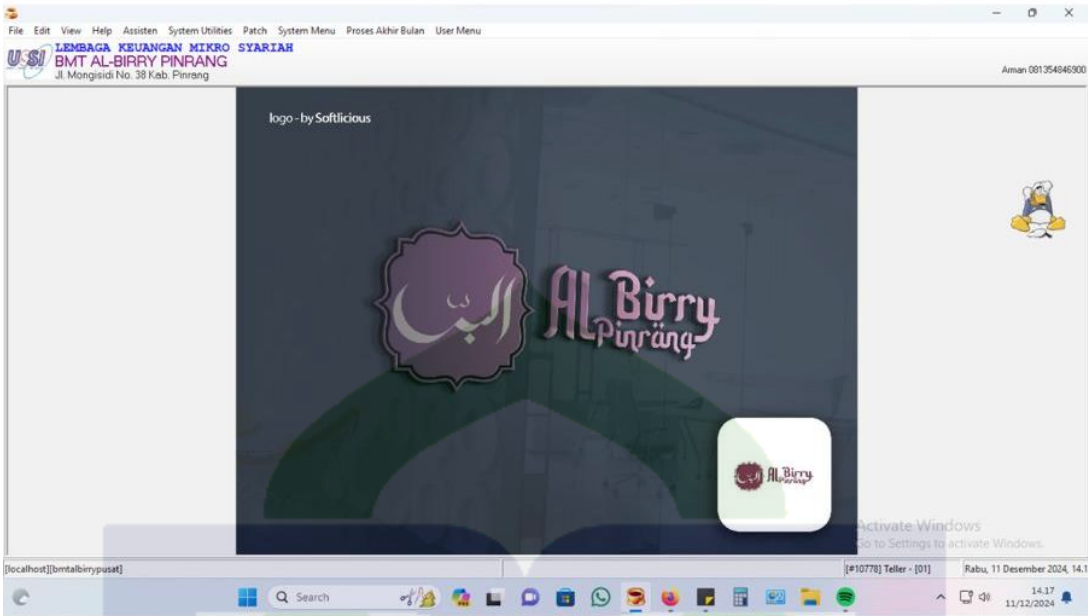 File Edit View Help Assisten System Utilities Patch System Menu Proses Akhir Bulan User Menu
USSI
LEMBAGA KEUANGAN MIKRO SYARIAH
BMT AL-BIRRY PINRANG
Jl. Mongisidi No. 38 Kab. Pinrang
Arman 081354846900
logo - by Softlicious
البرّ
AL Birry
Pinrang
AL Birry
Pinrang
Activate Windows
Go to Settings to activate Windows.
[localhost][bmtalbirrypusat]
[#10778] Teller - [01]
Rabu, 11 Desember 2024, 14.1
Search
14.17
11/12/2024